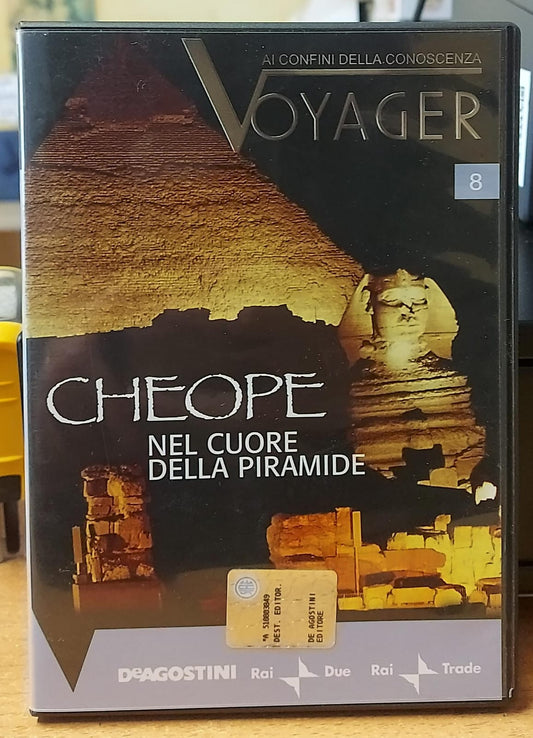 AI CONFINI DELLA CONOSCENZA
VOYAGER
8
CHEOPE
NEL CUORE
DELLA PIRAMIDE
*A 510003049
DEST. EDITOR.
DE AGOSTINI
EDITORE
DEAGOSTINI
Rai Due
Rai Trade